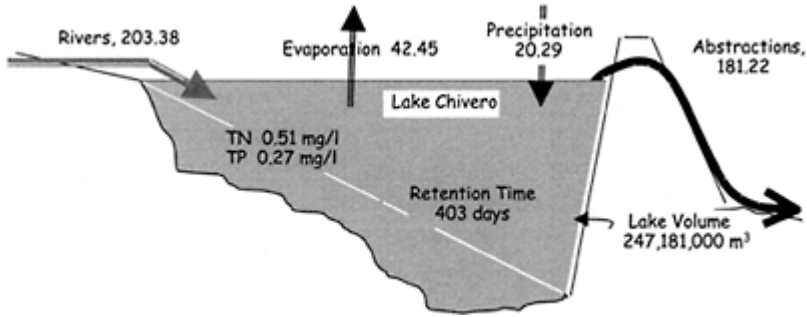 Rivers, 203.38
Evaporation 42.45
Precipitation
20.29
Abstractions,
181.22
Lake Chivero
TN 0.51 mg/l
TP 0.27 mg/l
Retention Time
403 days
Lake Volume
247,181,000 m³